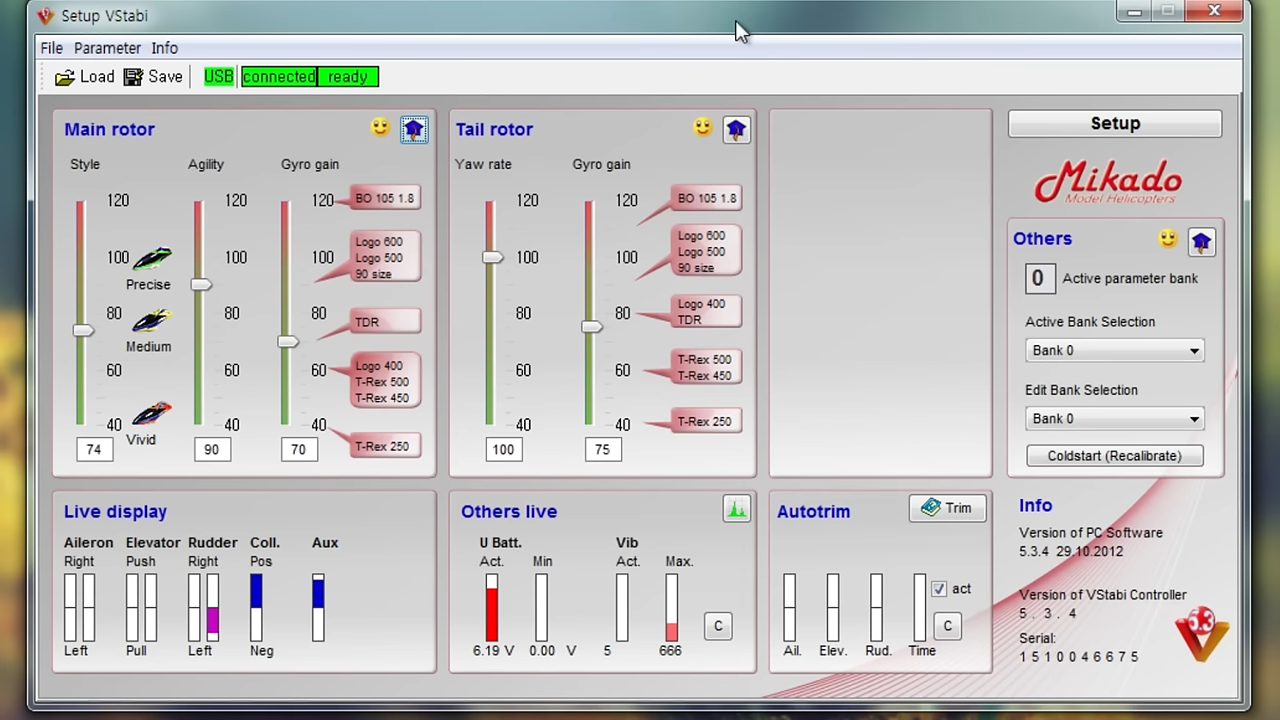 Setup VStabi
File Parameter Info
Load Save USB connected ready
Main rotor
Style Agility Gyro gain
120 120 120
100 100 100
80 80 80
60 60 60
40 40 40
Precise
Medium
Vivid
BO 105 1.8
Logo 600
Logo 500
90 size
TDR
Logo 400
T-Rex 500
T-Rex 450
T-Rex 250
74 90 70
Tail rotor
Yaw rate Gyro gain
120 120
100 100
80 80
60 60
40 40
BO 105 1.8
Logo 600
Logo 500
90 size
Logo 400
TDR
T-Rex 500
T-Rex 450
T-Rex 250
100 75
Setup
Mikado
Model Helicopters
Others
0 Active parameter bank
Active Bank Selection
Bank 0
Edit Bank Selection
Bank 0
Coldstart (Recalibrate)
Live display
Aileron Elevator Rudder Coll. Aux
Right Push Right Pos
Left Pull Left Neg
Others live
U Batt. Vib
Act. Min Act. Max.
C
6.19 V 0.00 V 5 666
Autotrim Trim
act
C
Ail. Elev. Rud. Time
Info
Version of PC Software
5.3.4 29.10.2012
Version of VStabi Controller
5 . 3 . 4
Serial:
1 5 1 0 0 4 6 6 7 5
5.3